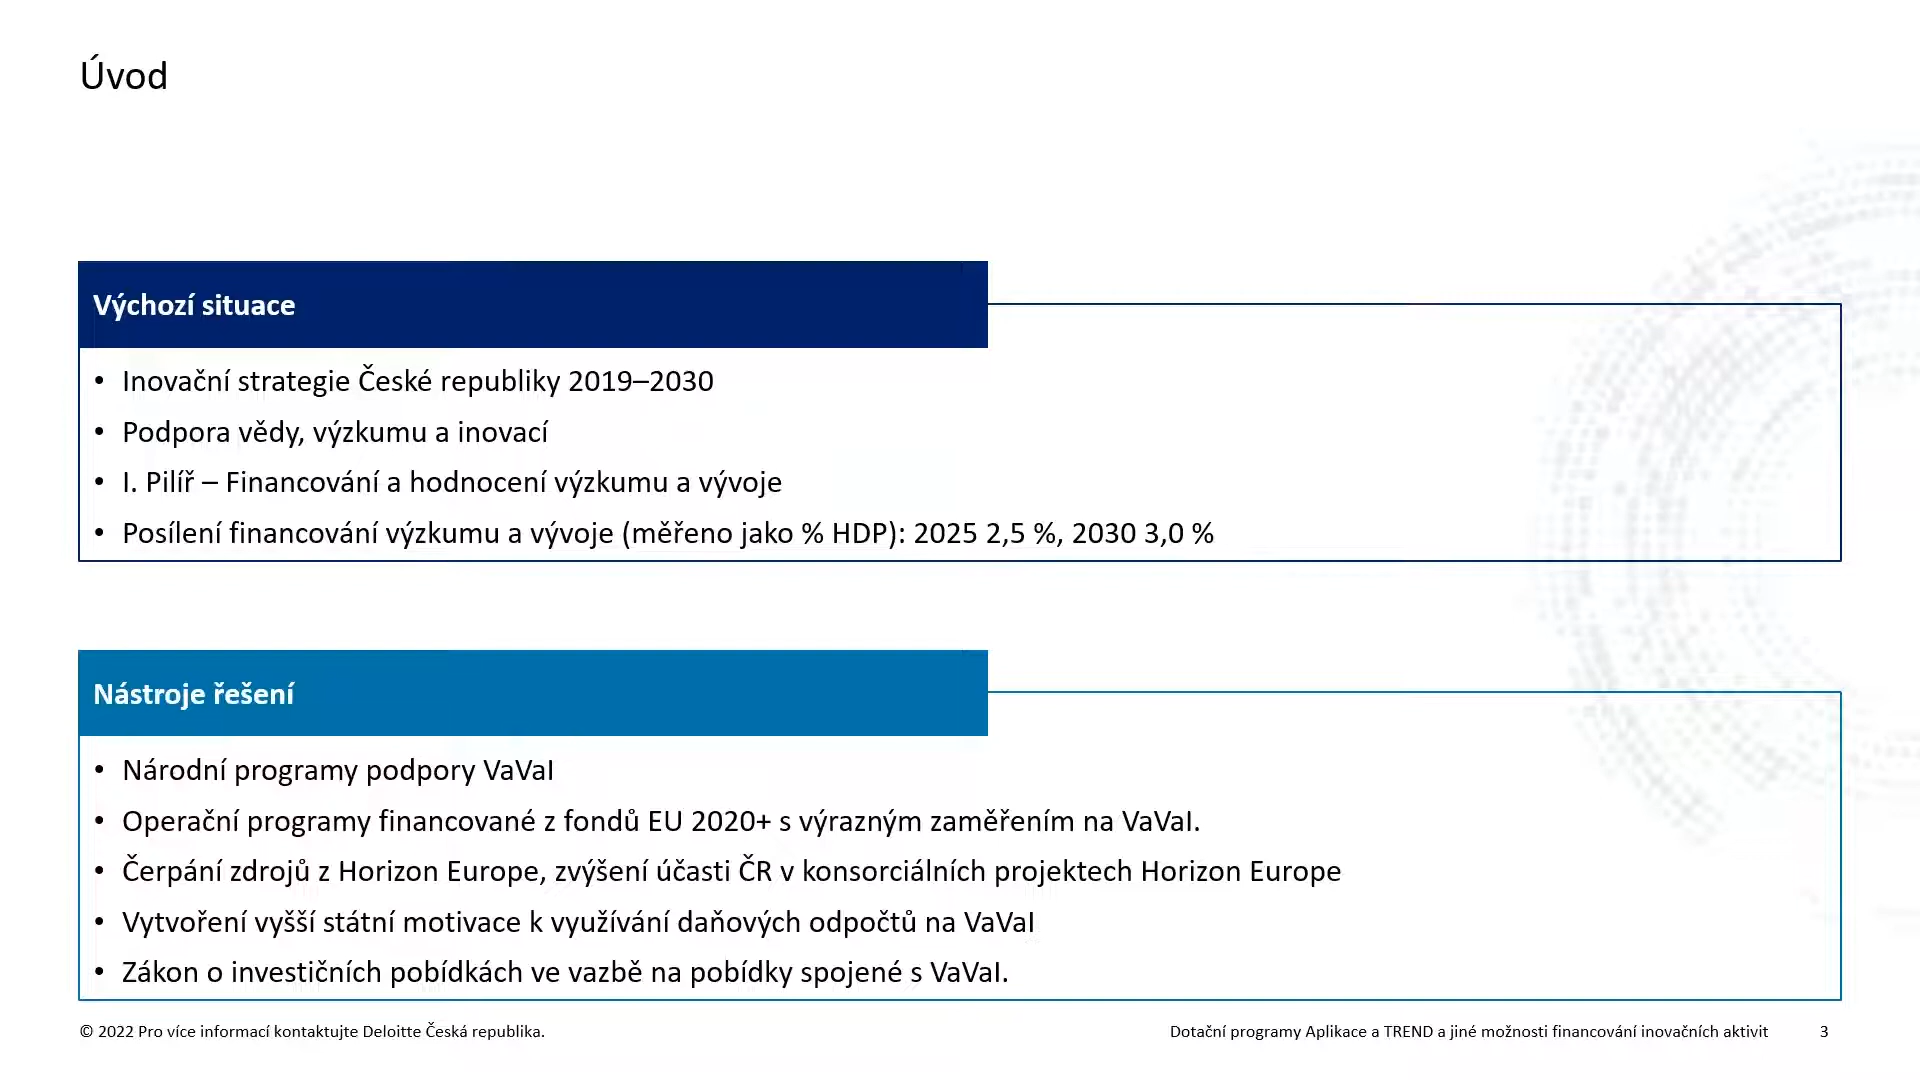 Úvod
Výchozí situace
• Inovační strategie České republiky 2019–2030
• Podpora vědy, výzkumu a inovací
• I. Pilíř – Financování a hodnocení výzkumu a vývoje
• Posílení financování výzkumu a vývoje (měřeno jako % HDP): 2025 2,5 %, 2030 3,0 %
Nástroje řešení
• Národní programy podpory VaVaI
• Operační programy financované z fondů EU 2020+ s výrazným zaměřením na VaVaI.
• Čerpání zdrojů z Horizon Europe, zvýšení účasti ČR v konsorciálních projektech Horizon Europe
• Vytvoření vyšší státní motivace k využívání daňových odpočtů na VaVaI
• Zákon o investičních pobídkách ve vazbě na pobídky spojené s VaVaI.
© 2022 Pro více informací kontaktujte Deloitte Česká republika.
Dotační programy Aplikace a TREND a jiné možnosti financování inovačních aktivit 3